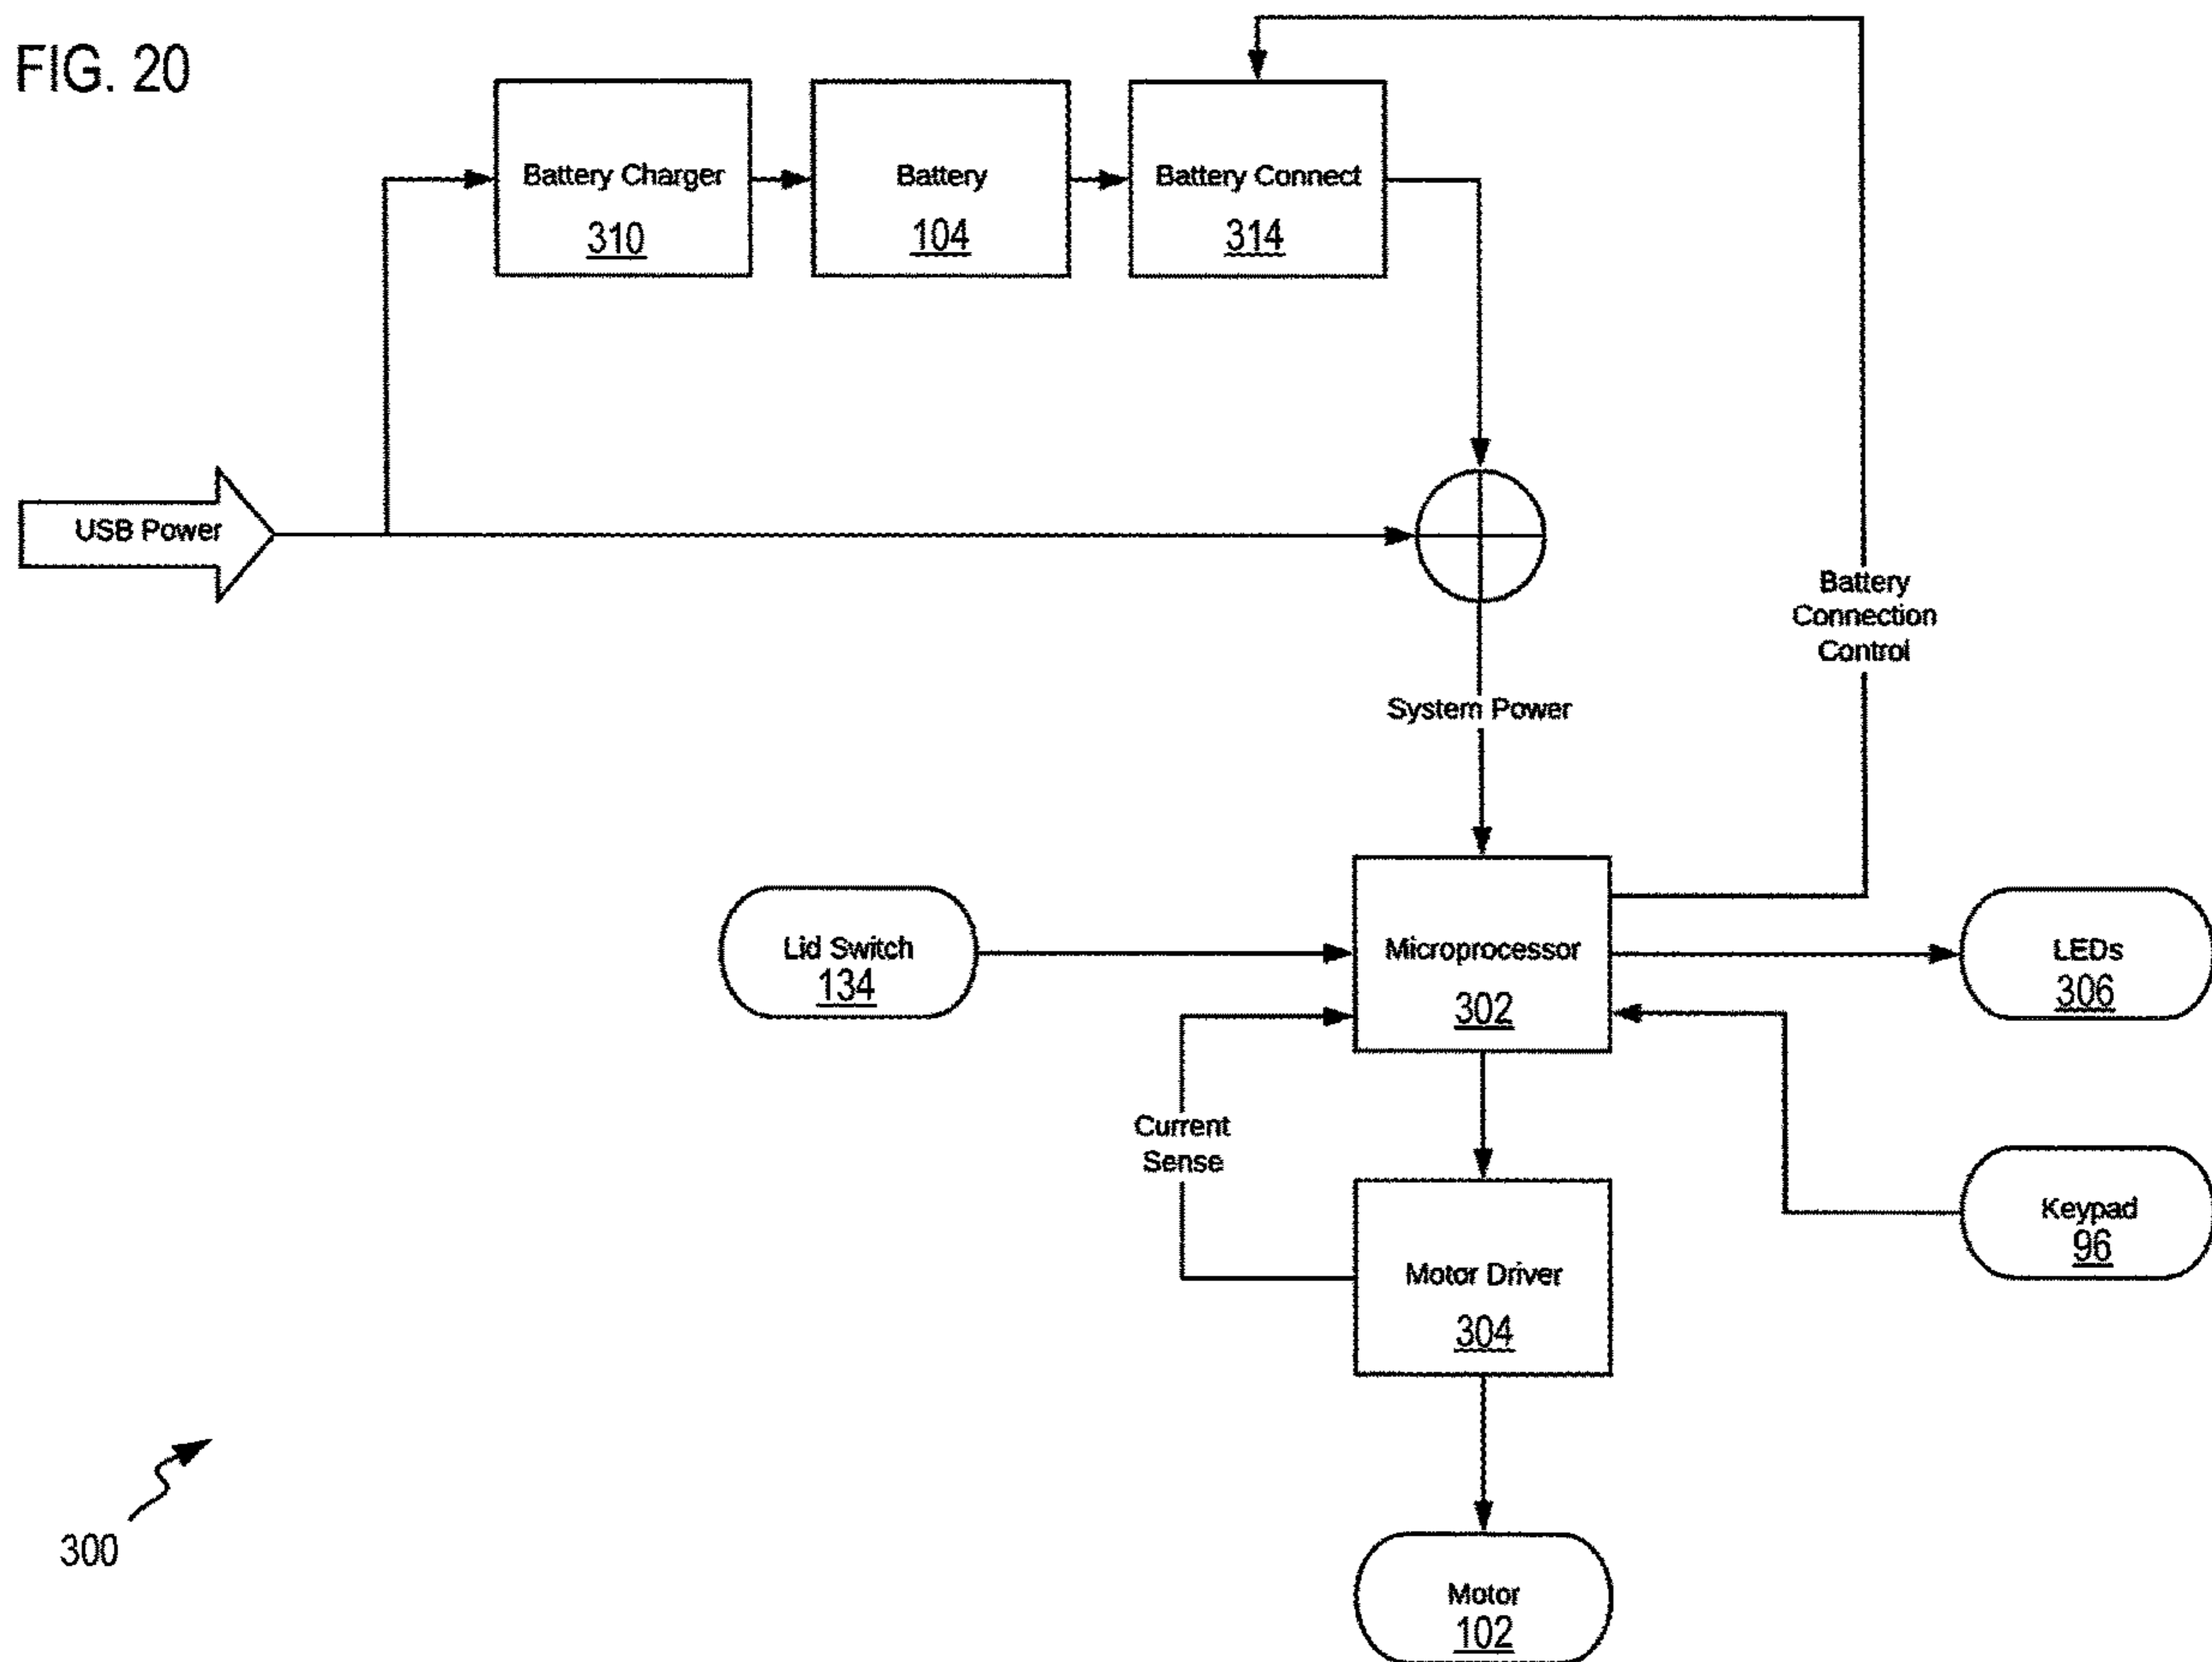 FIG. 20
Battery Charger
310
Battery
104
Battery Connect
314
USB Power
Battery
Connection
Control
System Power
Lid Switch
134
Microprocessor
302
LEDs
306
Current
Sense
Keypad
96
Motor Driver
304
300
Motor
102